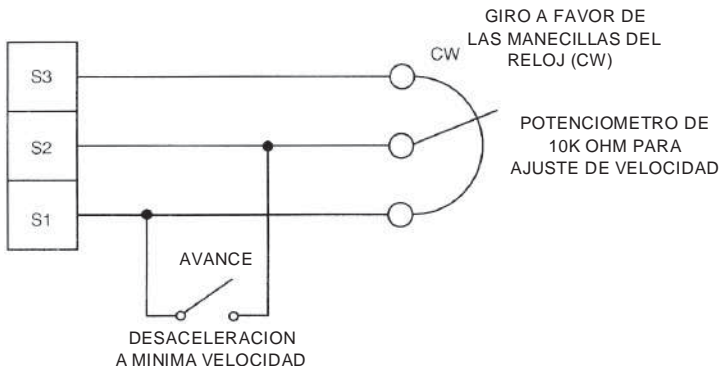 GIRO A FAVOR DE
LAS MANECILLAS DEL
RELOJ (CW)
CW
S3
POTENCIOMETRO DE
10K OHM PARA
AJUSTE DE VELOCIDAD
S2
S1
AVANCE
DESACELERACION
A MINIMA VELOCIDAD